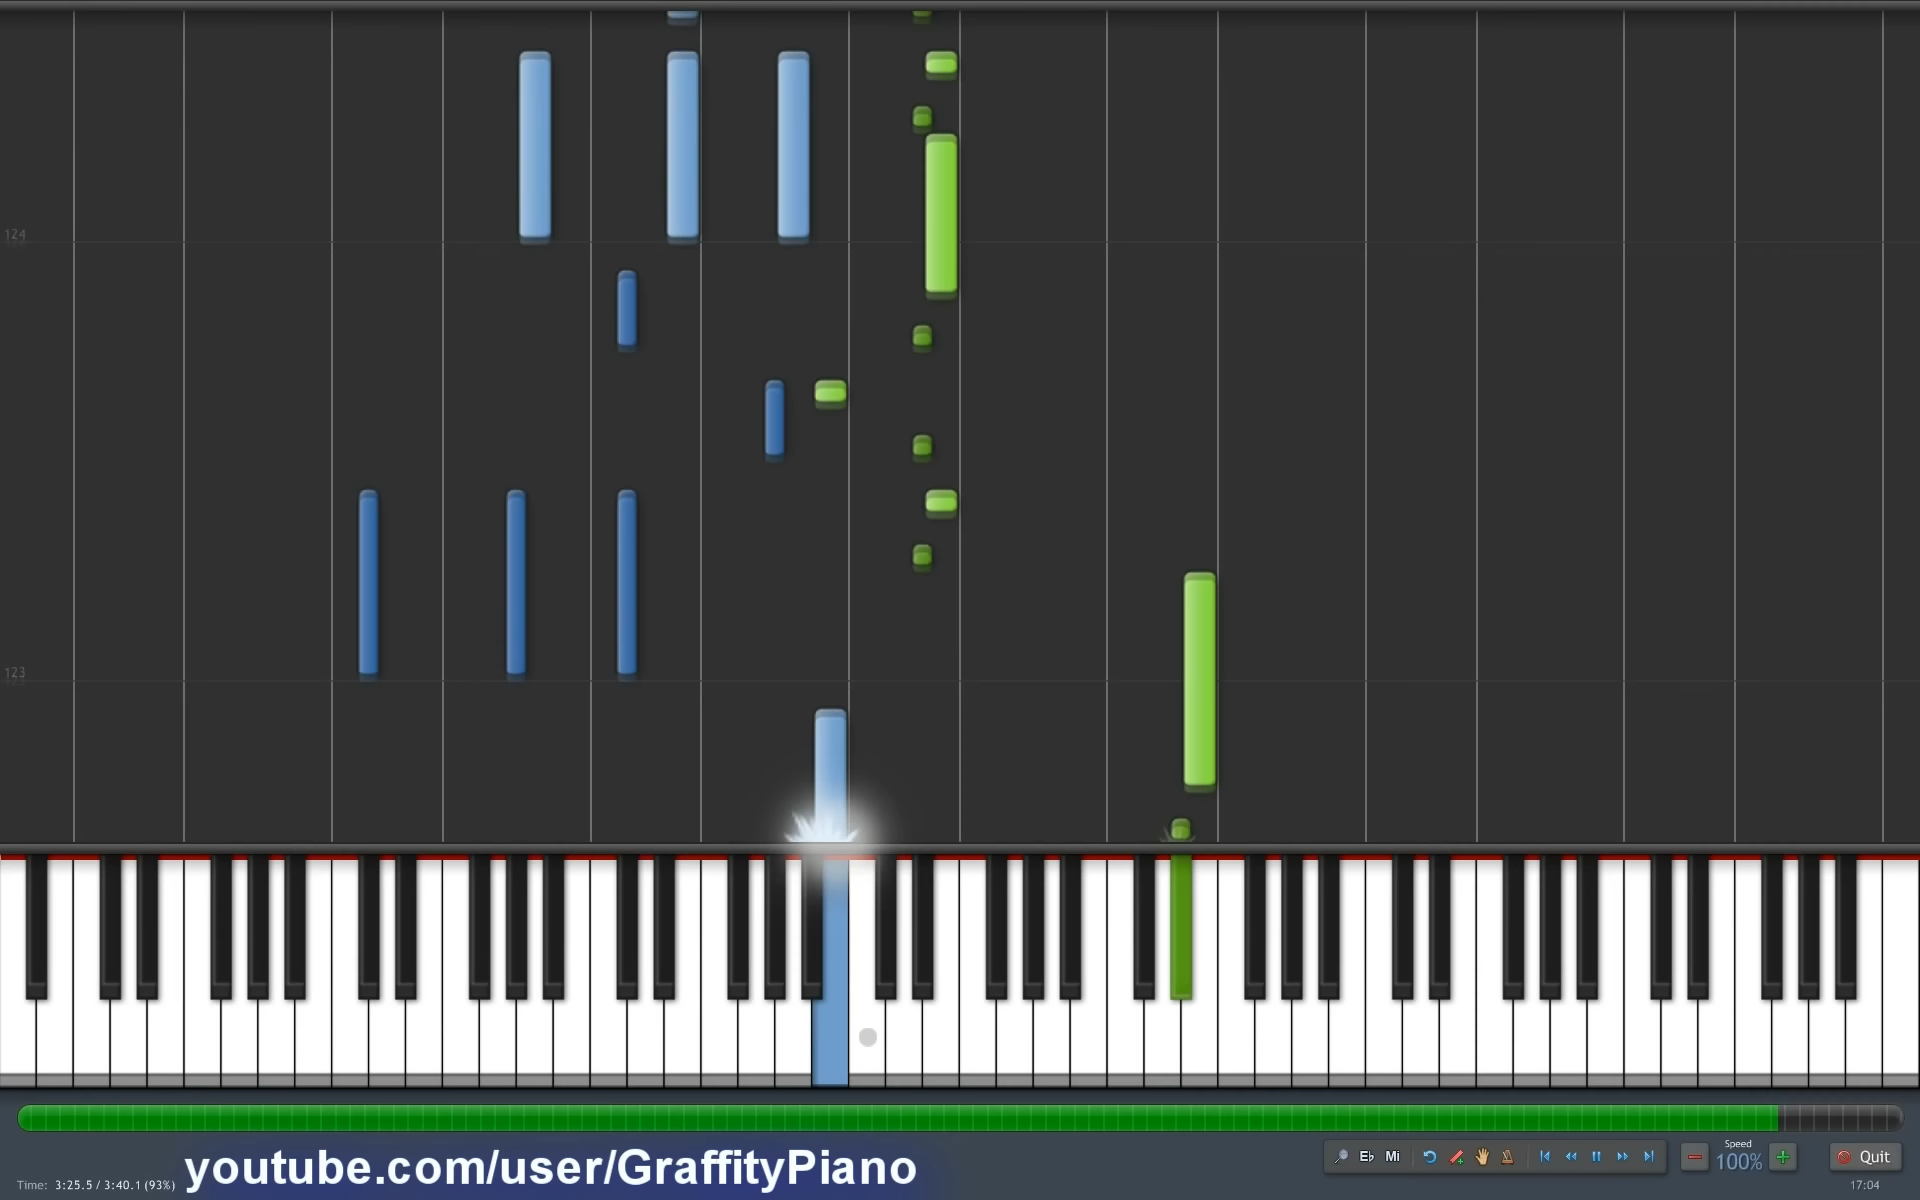 124
123
youtube.com/user/GraffityPiano
Time: 3:25.5 / 3:40.1 (93%)
E♭ Mi
Speed
100%
Quit
17:04